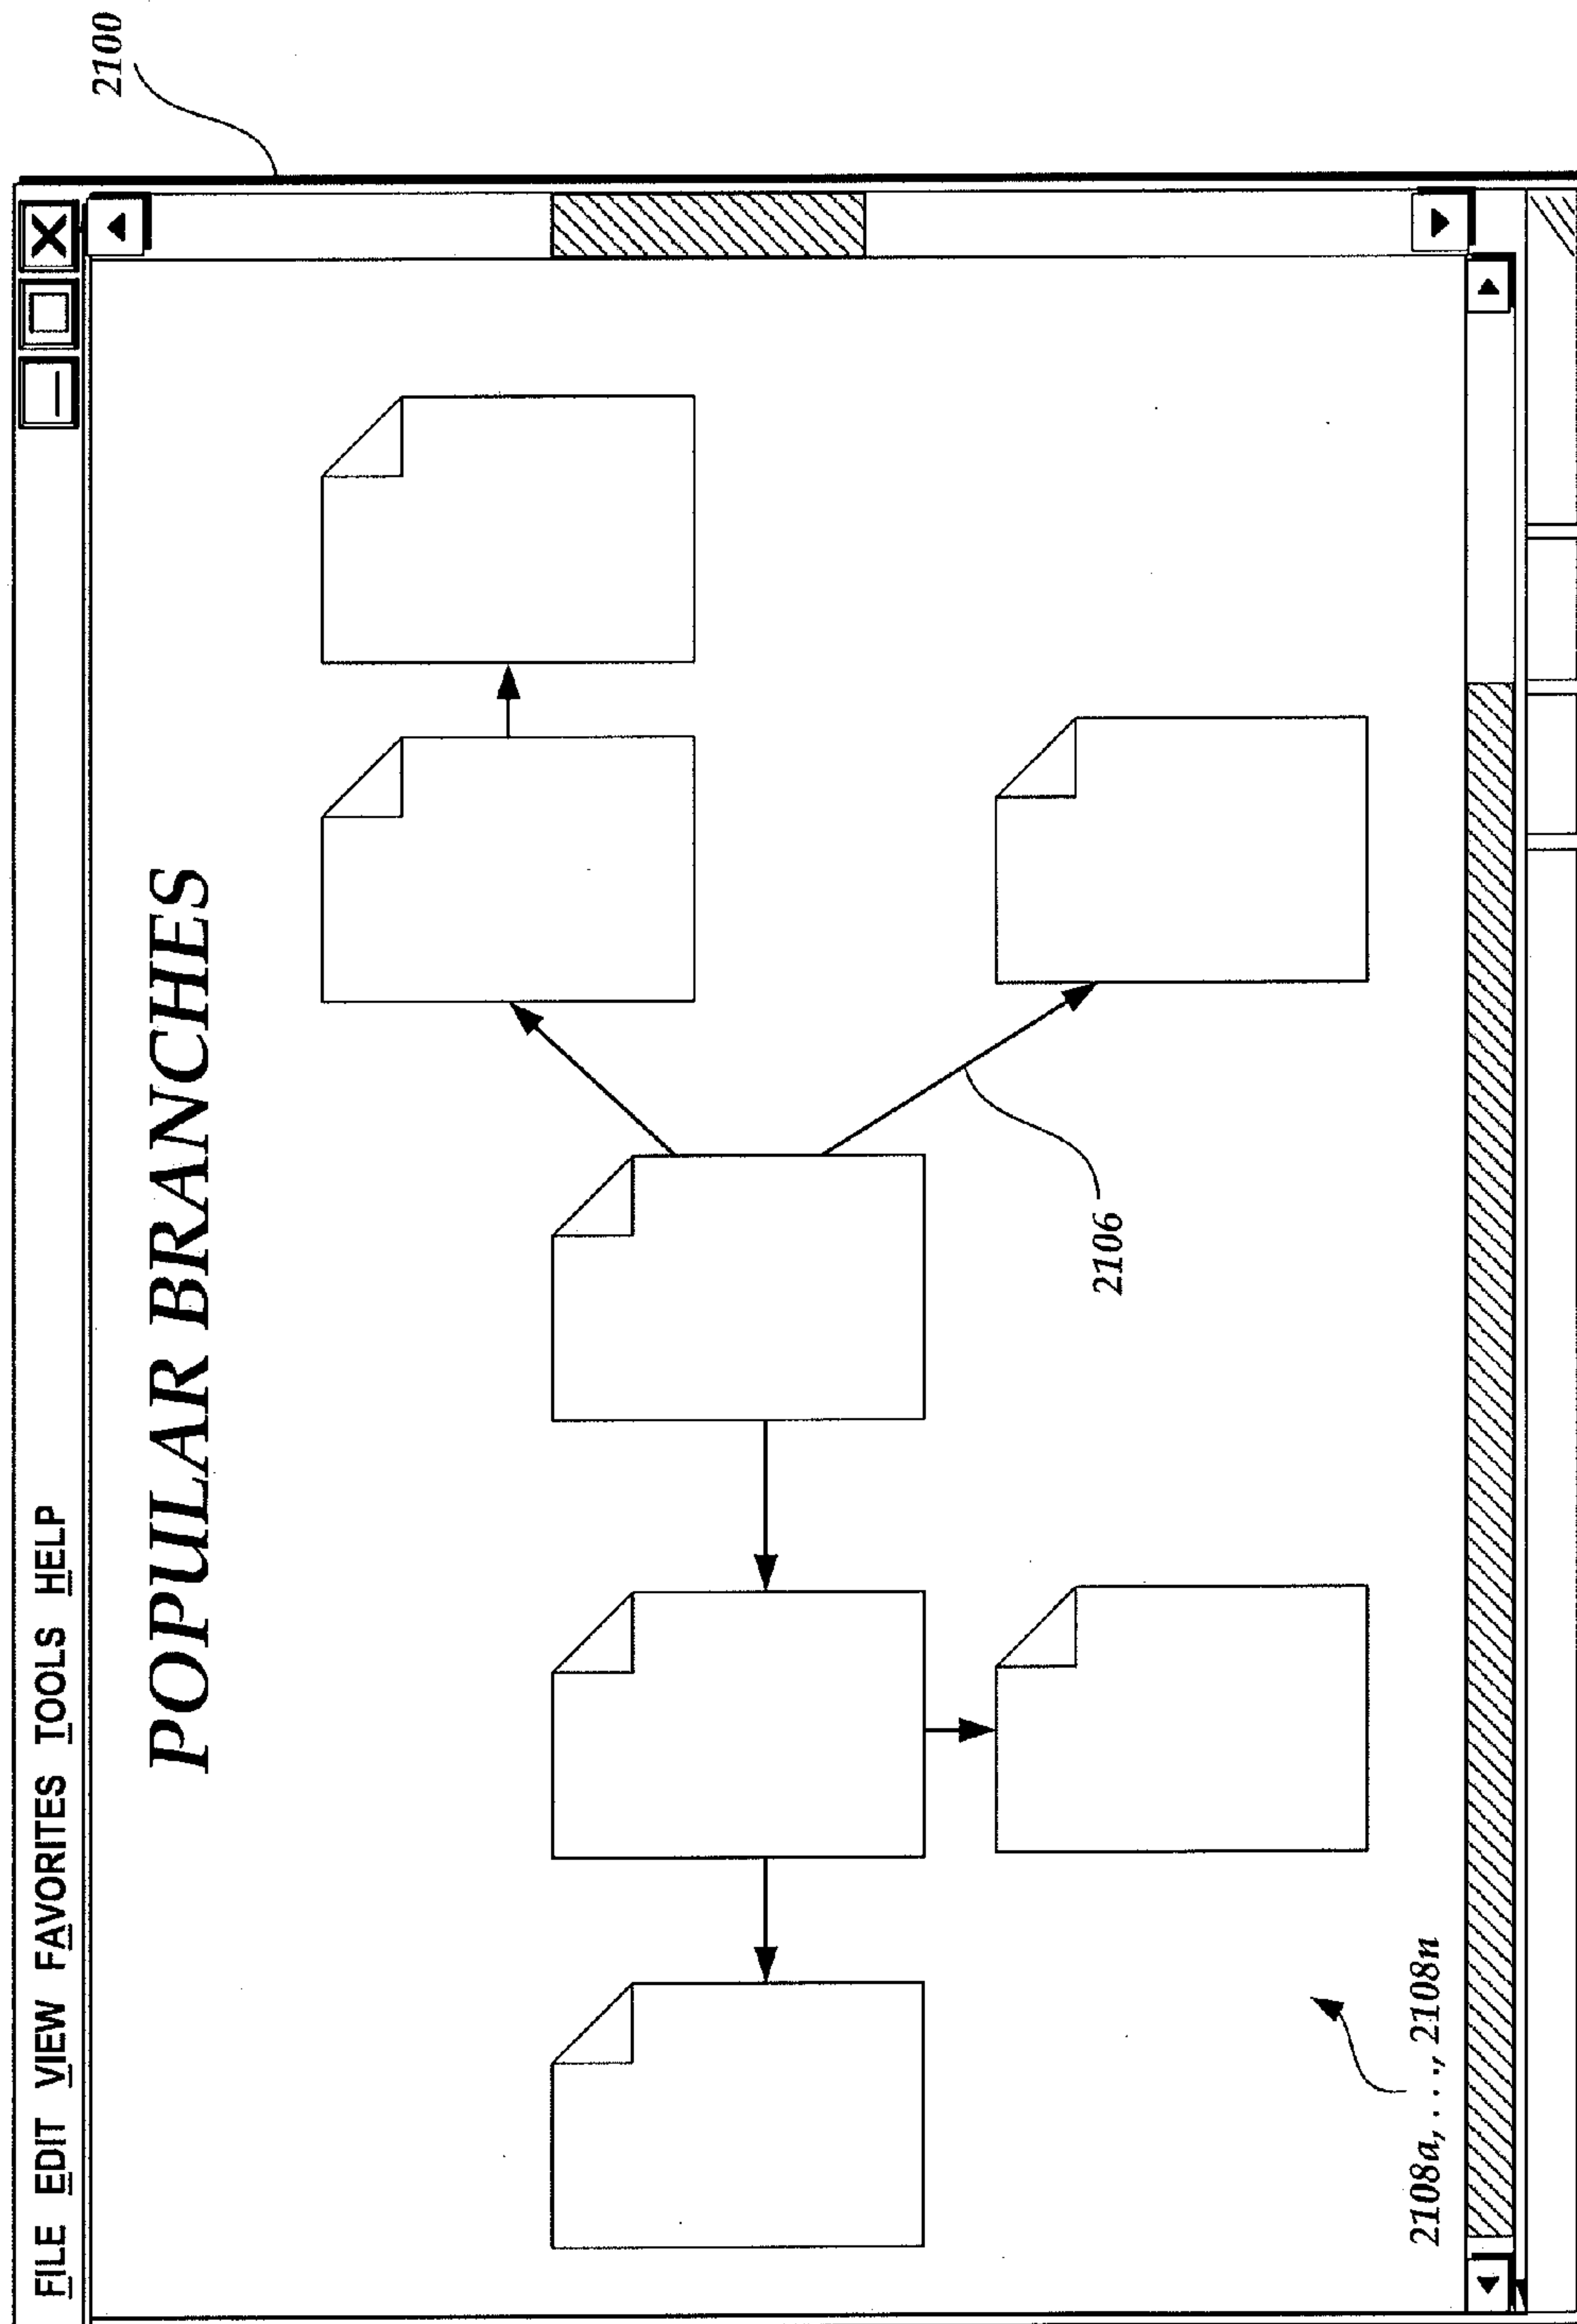 2100
FILE EDIT VIEW FAVORITES TOOLS HELP
POPULAR BRANCHES
2106
2108a, . . ., 2108n